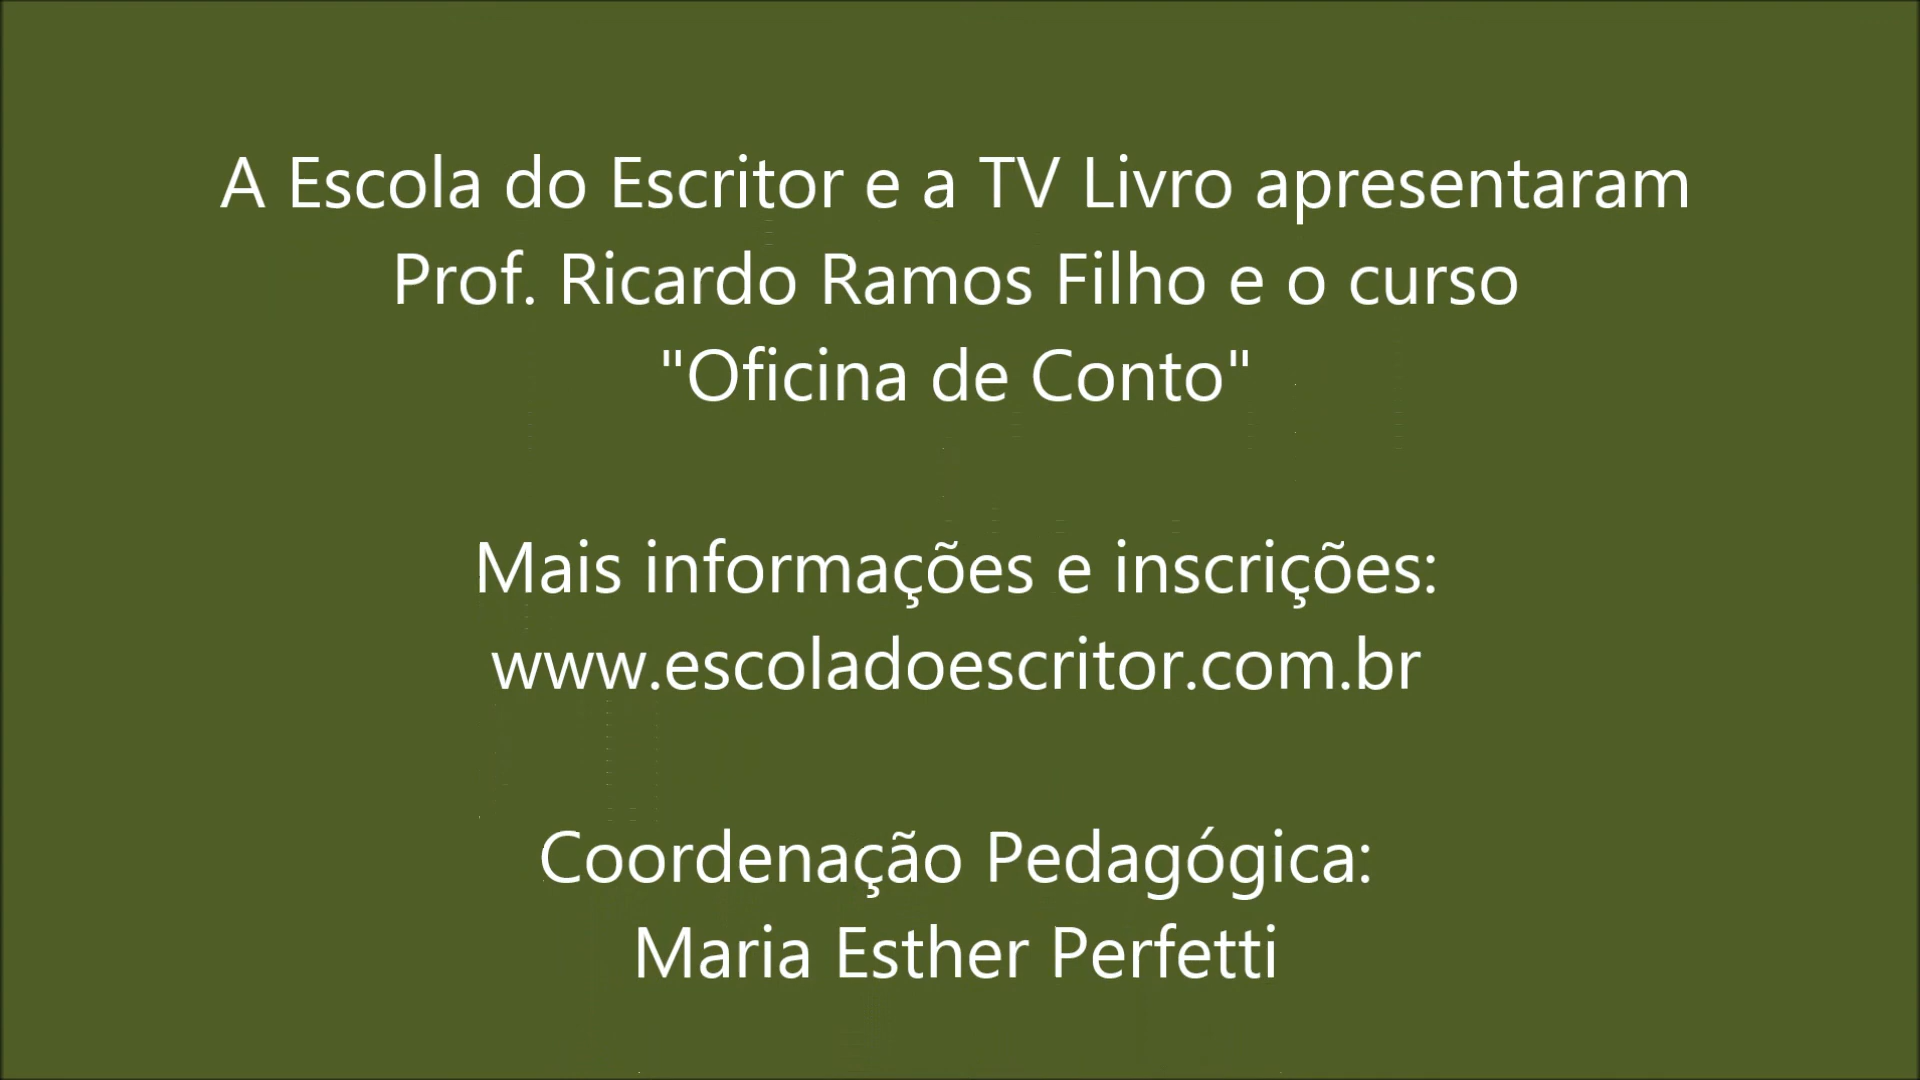 A Escola do Escritor e a TV Livro apresentaram
Prof. Ricardo Ramos Filho e o curso
"Oficina de Conto"
Mais informações e inscrições:
www.escoladoescritor.com.br
Coordenação Pedagógica:
Maria Esther Perfetti